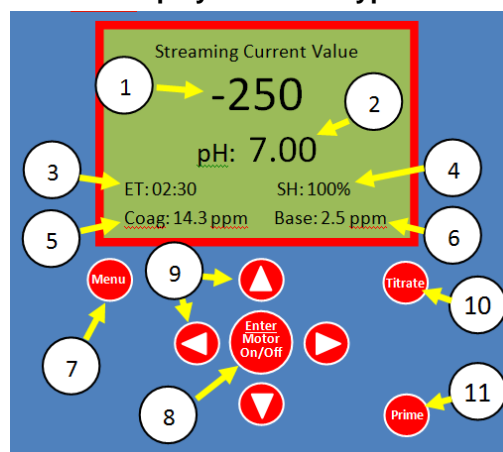 Streaming Current Value
1
-250
2
pH: 7.00
3
ET: 02:30
SH: 100%
4
5
Coag: 14.3 ppm
Base: 2.5 ppm
6
9
Menu
Titrate
10
7
Enter
Motor
On/Off
8
Prime
11